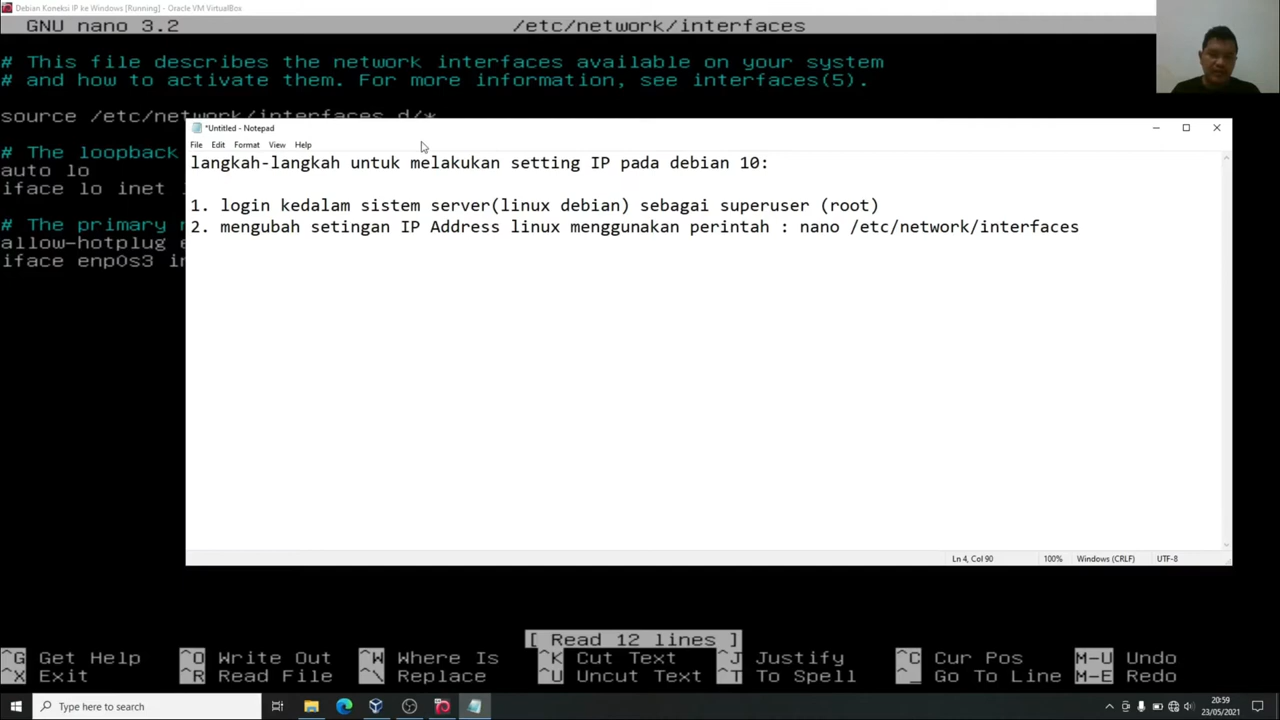 Debian Koneksi IP ke Windows [Running] - Oracle VM VirtualBox
GNU nano 3.2 /etc/network/interfaces
# This file describes the network interfaces available on your system
# and how to activate them. For more information, see interfaces(5).
source /etc/network/interfaces.d/*
# The loopback
auto lo
iface lo inet
# The primary
allow-hotplug
iface enp0s3
*Untitled - Notepad
File Edit Format View Help
langkah-langkah untuk melakukan setting IP pada debian 10:
1. login kedalam sistem server(linux debian) sebagai superuser (root)
2. mengubah setingan IP Address linux menggunakan perintah : nano /etc/network/interfaces
Ln 4, Col 90 100% Windows (CRLF) UTF-8
[ Read 12 lines ]
^G Get Help ^O Write Out ^W Where Is ^K Cut Text ^J Justify ^C Cur Pos M-U Undo
^X Exit ^R Read File ^\ Replace ^U Uncut Text ^T To Spell ^_ Go To Line M-E Redo
Type here to search
20:59
23/05/2021